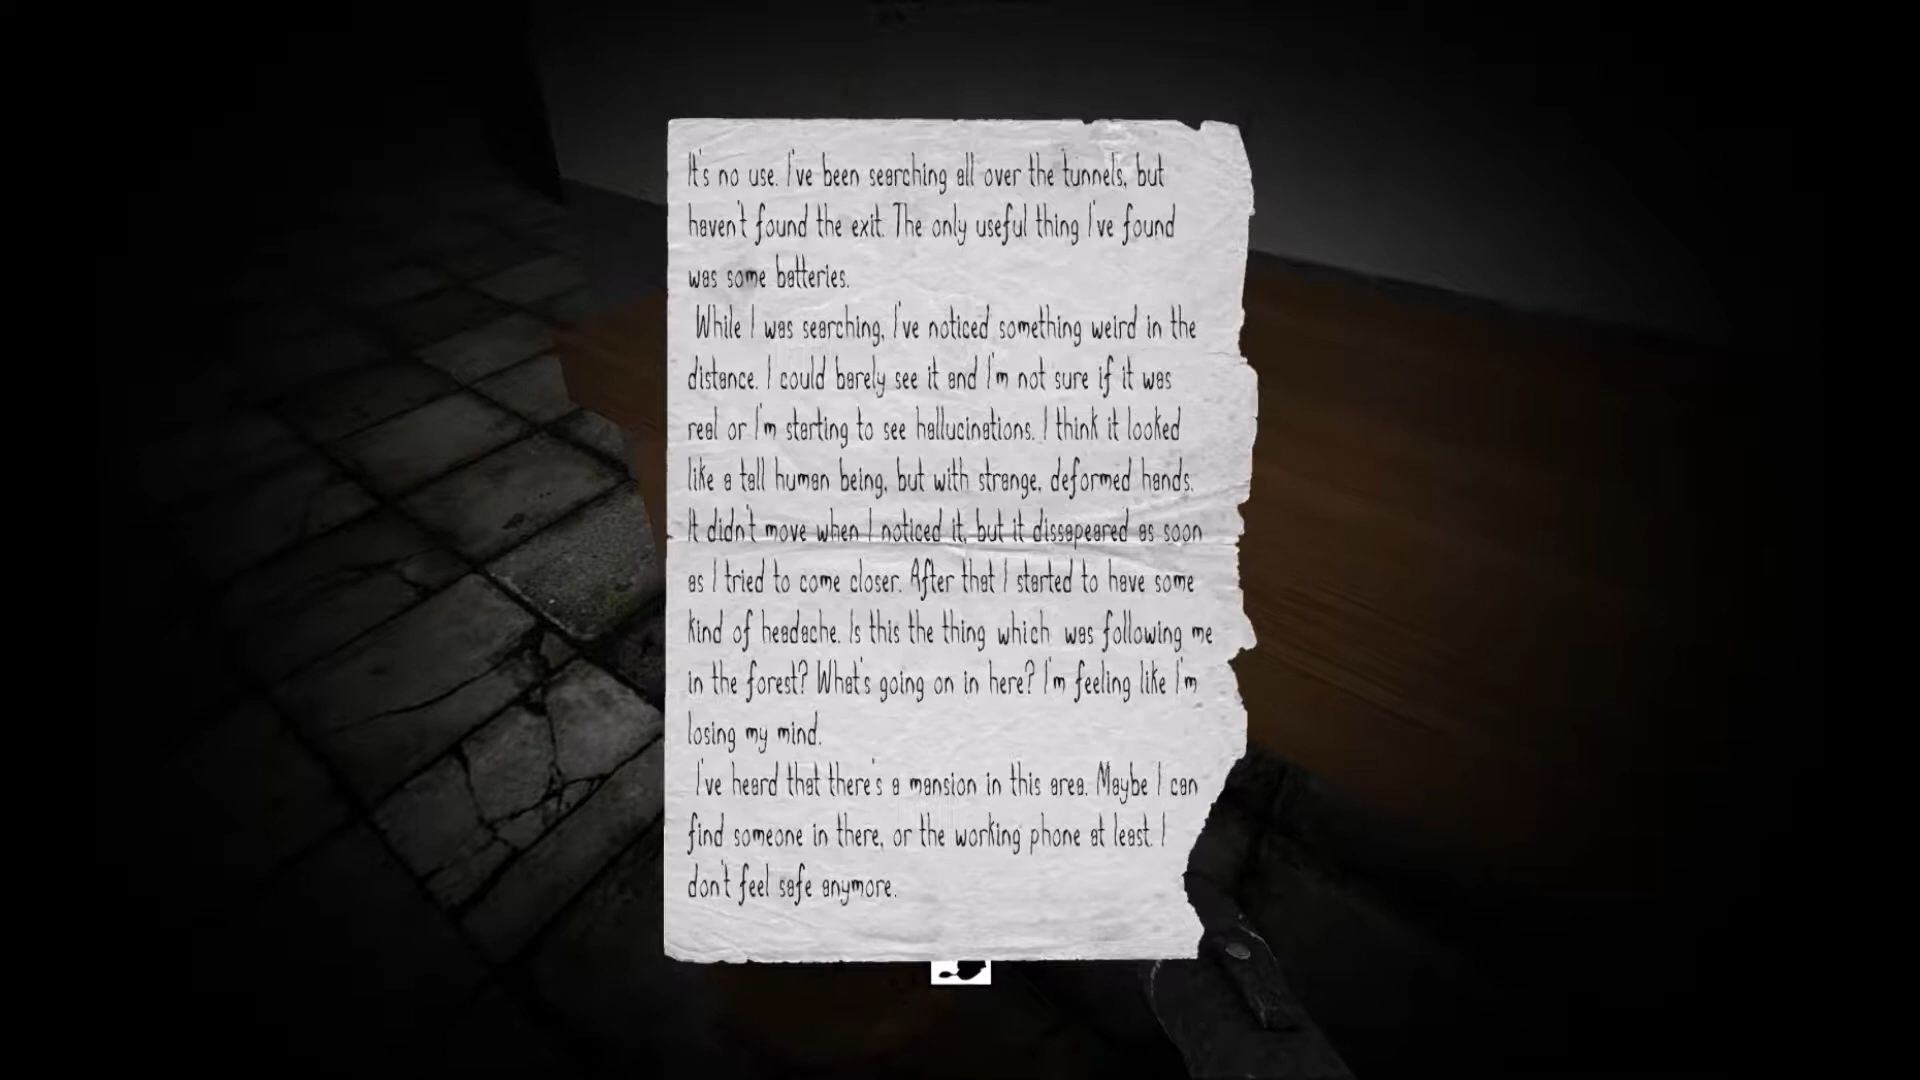 It's no use. I've been searching all over the tunnels, but
haven't found the exit. The only useful thing I've found
was some batteries.
While I was searching, I've noticed something weird in the
distance. I could barely see it and I'm not sure if it was
real or I'm starting to see hallucinations. I think it looked
like a tall human being, but with strange, deformed hands.
It didn't move when I noticed it, but it dissapeared as soon
as I tried to come closer. After that I started to have some
kind of headache. Is this the thing which was following me
in the forest? What's going on in here? I'm feeling like I'm
losing my mind.
I've heard that there's a mansion in this area. Maybe I can
find someone in there, or the working phone at least. I
don't feel safe anymore.